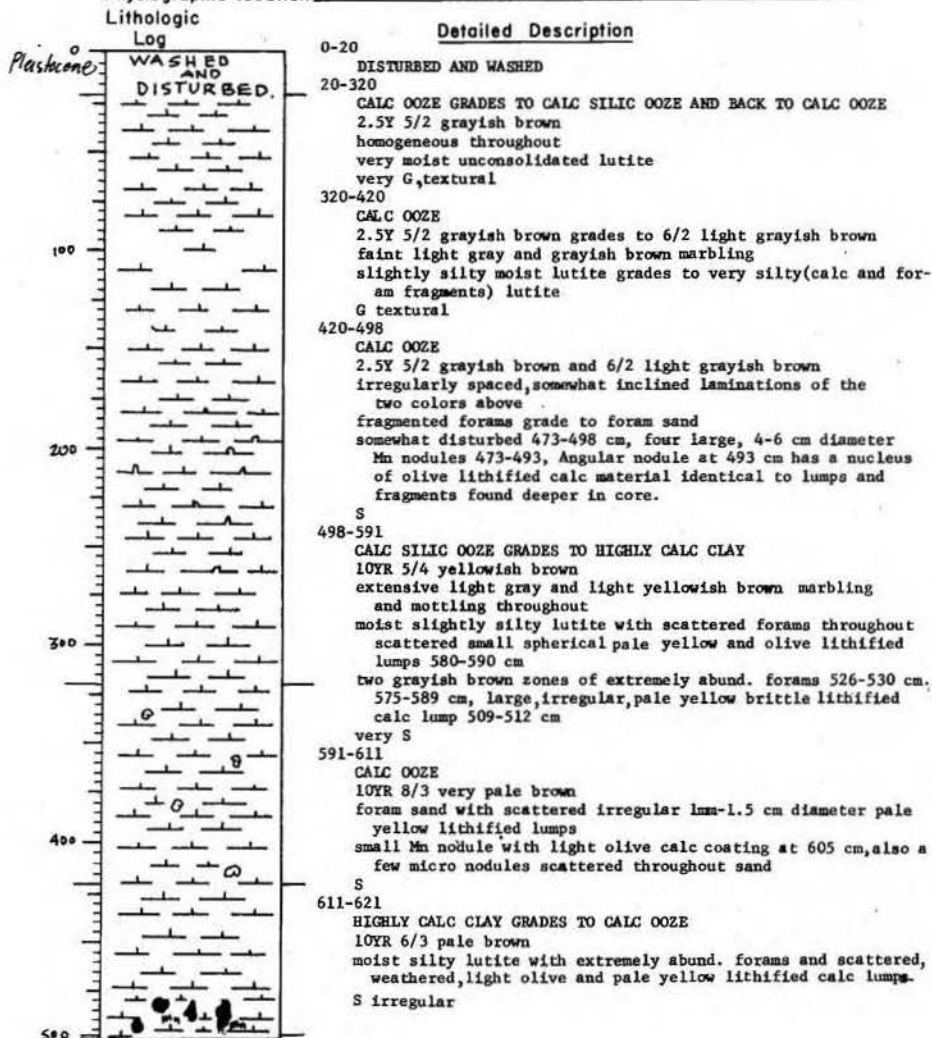 Lithologic
Log
Detailed Description
Pleistocene
0
WASHED
AND
DISTURBED.
100
200
300
400
500
Mn
Mn
0-20
DISTURBED AND WASHED
20-320
CALC OOZE GRADES TO CALC SILIC OOZE AND BACK TO CALC OOZE
2.5Y 5/2 grayish brown
homogeneous throughout
very moist unconsolidated lutite
very G,textural
320-420
CALC OOZE
2.5Y 5/2 grayish brown grades to 6/2 light grayish brown
faint light gray and grayish brown marbling
slightly silty moist lutite grades to very silty(calc and for-
am fragments) lutite
G textural
420-498
CALC OOZE
2.5Y 5/2 grayish brown and 6/2 light grayish brown
irregularly spaced,somewhat inclined laminations of the
two colors above
fragmented forams grade to foram sand
somewhat disturbed 473-498 cm, four large, 4-6 cm diameter
Mn nodules 473-493, Angular nodule at 493 cm has a nucleus
of olive lithified calc material identical to lumps and
fragments found deeper in core.
S
498-591
CALC SILIC OOZE GRADES TO HIGHLY CALC CLAY
10YR 5/4 yellowish brown
extensive light gray and light yellowish brown marbling
and mottling throughout
moist slightly silty lutite with scattered forams throughout
scattered small spherical pale yellow and olive lithified
lumps 580-590 cm
two grayish brown zones of extremely abund. forams 526-530 cm.
575-589 cm, large,irregular,pale yellow brittle lithified
calc lump 509-512 cm
very S
591-611
CALC OOZE
10YR 8/3 very pale brown
foram sand with scattered irregular 1mm-1.5 cm diameter pale
yellow lithified lumps
small Mn nodule with light olive calc coating at 605 cm,also a
few micro nodules scattered throughout sand
S
611-621
HIGHLY CALC CLAY GRADES TO CALC OOZE
10YR 6/3 pale brown
moist silty lutite with extremely abund. forams and scattered,
weathered,light olive and pale yellow lithified calc lumps.
S irregular